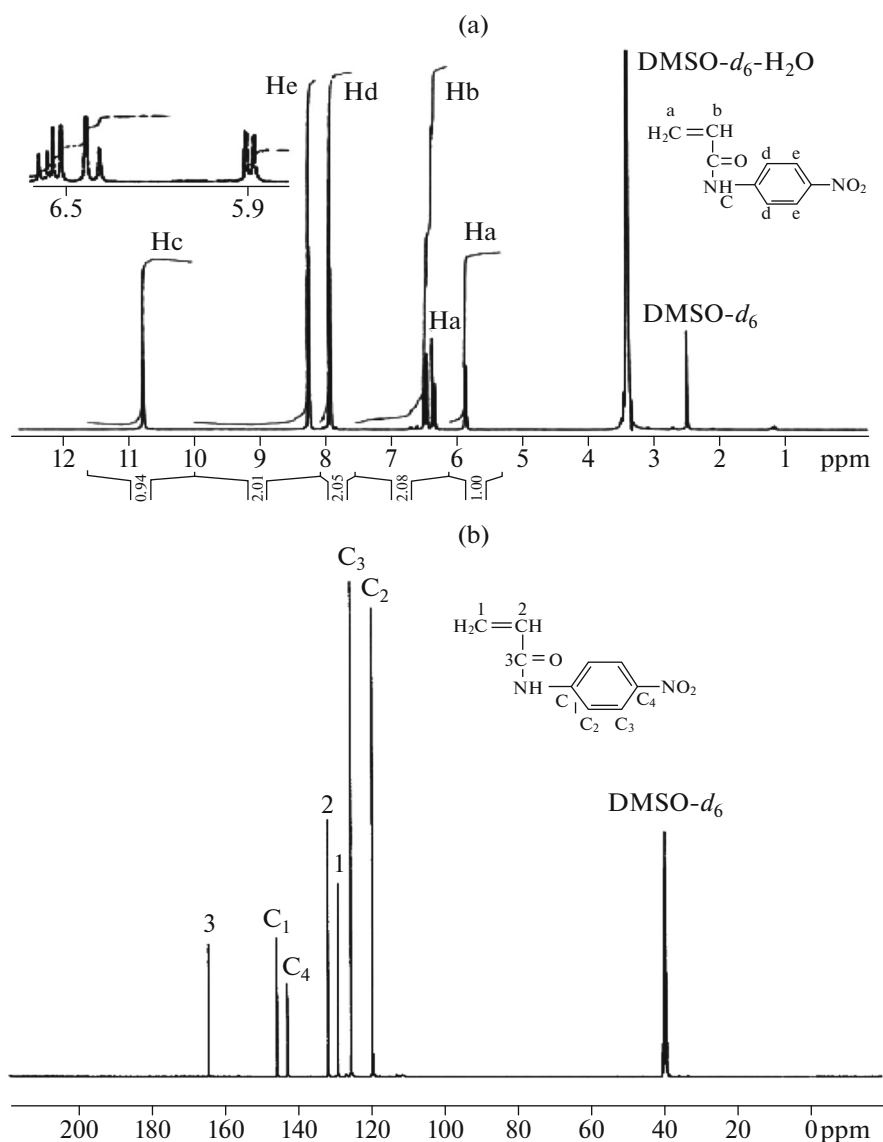 (a)
He
Hd
Hb
DMSO-d6-H2O
a
b
H2C=CH
C=O
d
e
NH
NO2
C
d
e
6.5
5.9
Hc
Ha
Ha
DMSO-d6
12 11 10 9 8 7 6 5 4 3 2 1 ppm
0.94
2.01
2.05
2.08
1.00
(b)
C3
C2
1
2
H2C=CH
3C=O
NH
NO2
C
C4
C2
C3
2
1
DMSO-d6
3
C1
C4
200 180 160 140 120 100 80 60 40 20 0 ppm